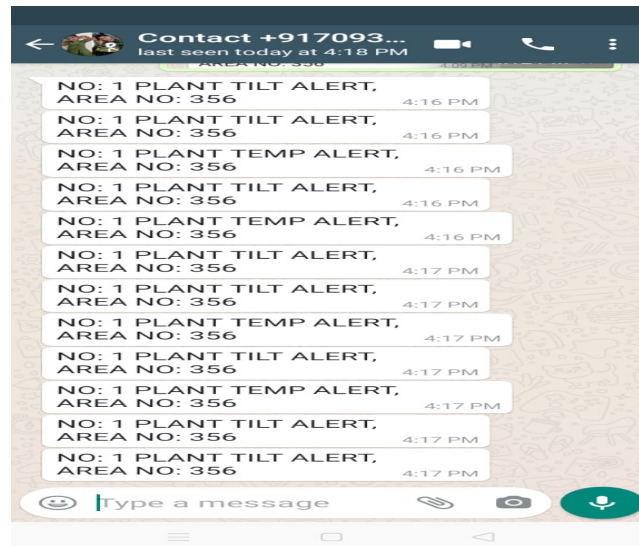 Contact +917093...
last seen today at 4:18 PM
AREA NO: 356
4:09 PM
NO: 1 PLANT TILT ALERT,
AREA NO: 356
4:16 PM
NO: 1 PLANT TILT ALERT,
AREA NO: 356
4:16 PM
NO: 1 PLANT TEMP ALERT,
AREA NO: 356
4:16 PM
NO: 1 PLANT TILT ALERT,
AREA NO: 356
4:16 PM
NO: 1 PLANT TEMP ALERT,
AREA NO: 356
4:16 PM
NO: 1 PLANT TILT ALERT,
AREA NO: 356
4:17 PM
NO: 1 PLANT TILT ALERT,
AREA NO: 356
4:17 PM
NO: 1 PLANT TEMP ALERT,
AREA NO: 356
4:17 PM
NO: 1 PLANT TILT ALERT,
AREA NO: 356
4:17 PM
NO: 1 PLANT TEMP ALERT,
AREA NO: 356
4:17 PM
NO: 1 PLANT TILT ALERT,
AREA NO: 356
4:17 PM
NO: 1 PLANT TILT ALERT,
AREA NO: 356
4:17 PM
Type a message